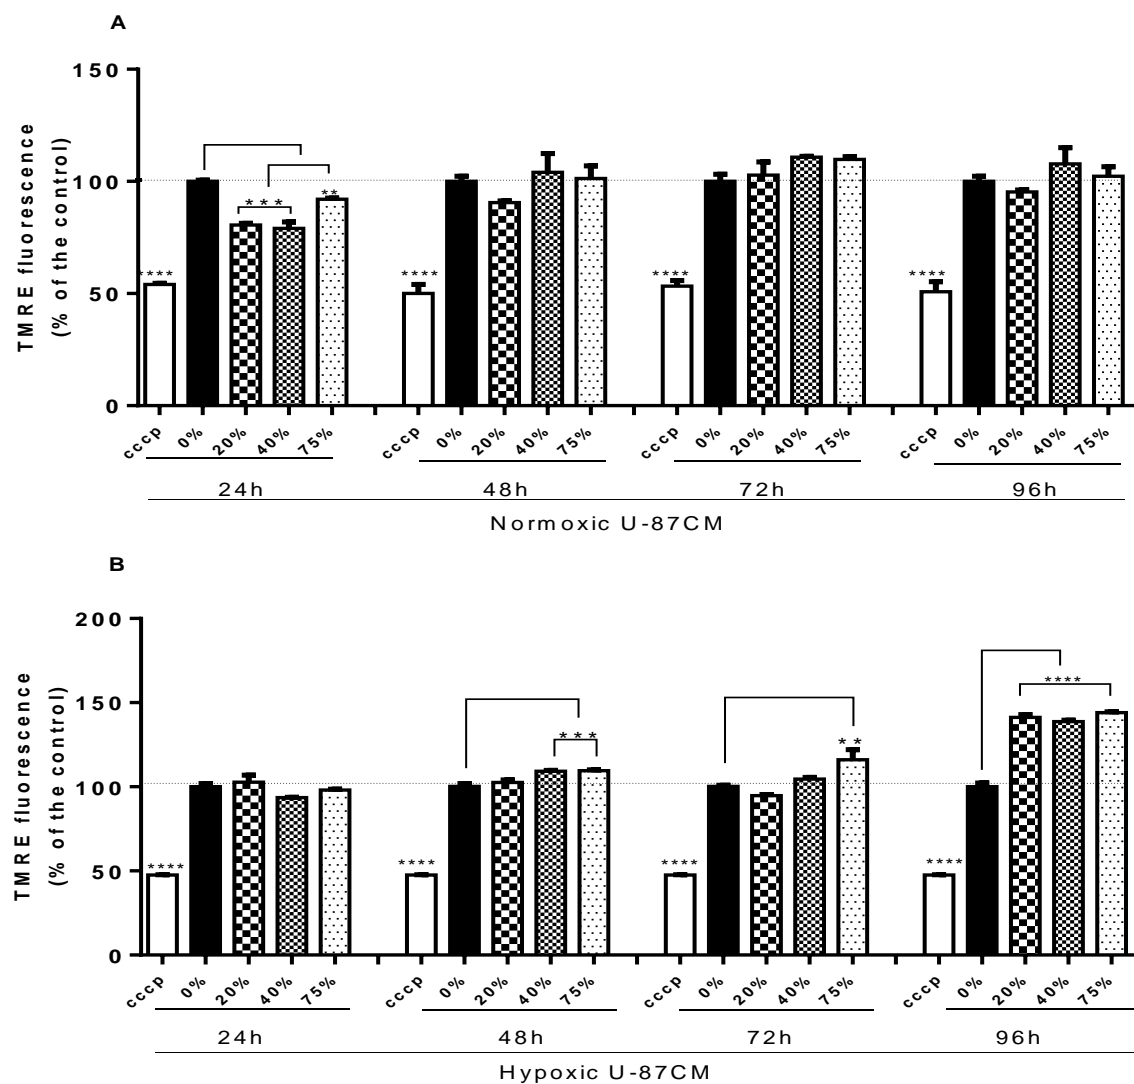 A
150
100
50
0
TMRE fluorescence
(% of the control)
***
**
****
****
****
****
cccp 0% 20% 40% 75% cccp 0% 20% 40% 75% cccp 0% 20% 40% 75% cccp 0% 20% 40% 75%
24h 48h 72h 96h
Normoxic U-87CM
B
200
150
100
50
0
TMRE fluorescence
(% of the control)
****
***
**
****
****
****
****
cccp 0% 20% 40% 75% cccp 0% 20% 40% 75% cccp 0% 20% 40% 75% cccp 0% 20% 40% 75%
24h 48h 72h 96h
Hypoxic U-87CM